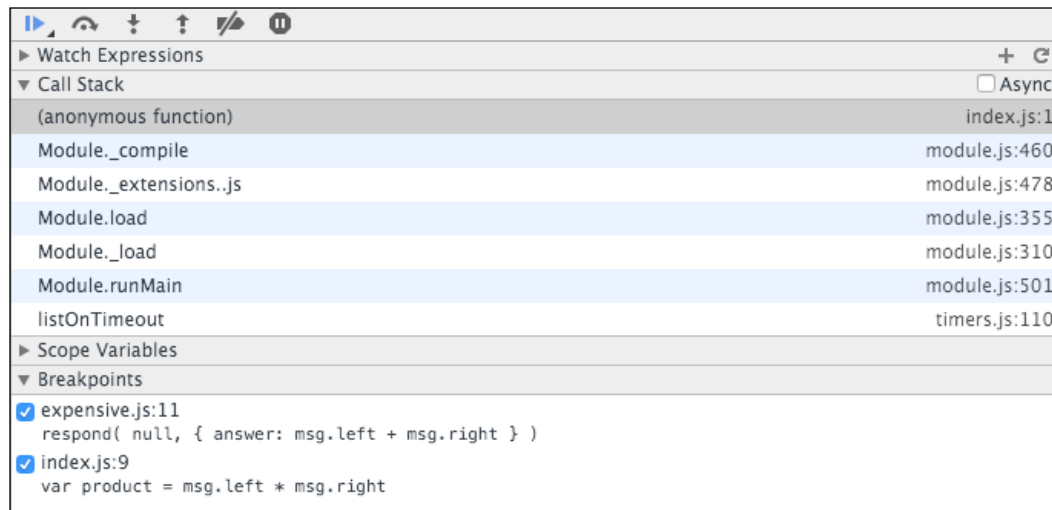 Watch Expressions
Call Stack Async
(anonymous function) index.js:1
Module._compile module.js:460
Module._extensions..js module.js:478
Module.load module.js:355
Module._load module.js:310
Module.runMain module.js:501
listOnTimeout timers.js:110
Scope Variables
Breakpoints
expensive.js:11
respond( null, { answer: msg.left + msg.right } )
index.js:9
var product = msg.left * msg.right